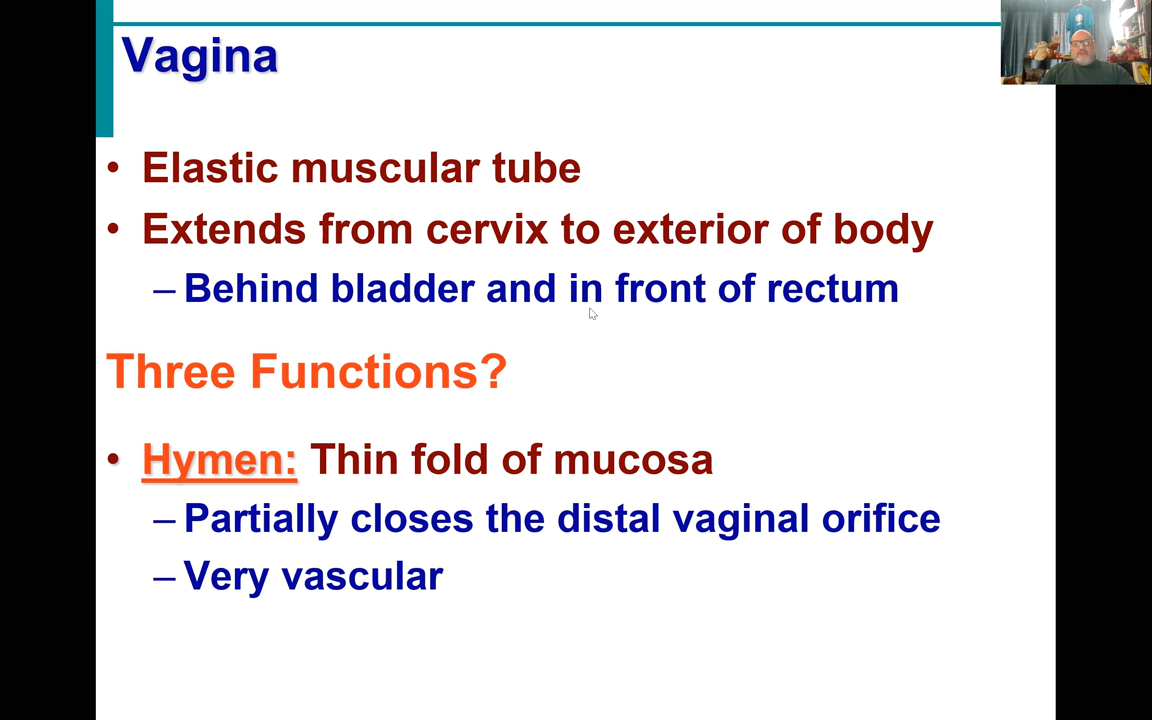 Vagina
• Elastic muscular tube
• Extends from cervix to exterior of body
– Behind bladder and in front of rectum
Three Functions?
• Hymen: Thin fold of mucosa
– Partially closes the distal vaginal orifice
– Very vascular